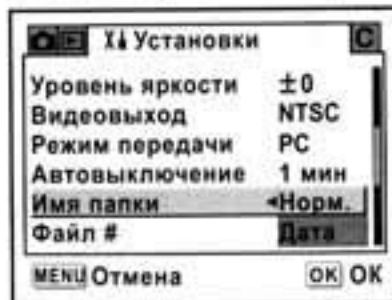 Установки C
Уровень яркости ±0
Видеовыход NTSC
Режим передачи PC
Автовыключение 1 мин
Имя папки Норм.
Файл # Дата
MENU Отмена OK OK